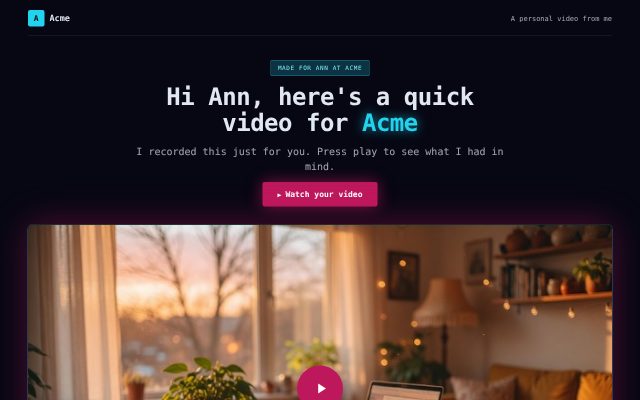 A Acme
A personal video from me
MADE FOR ANN AT ACME
Hi Ann, here's a quick
video for Acme
I recorded this just for you. Press play to see what I had in
mind.
▶ Watch your video